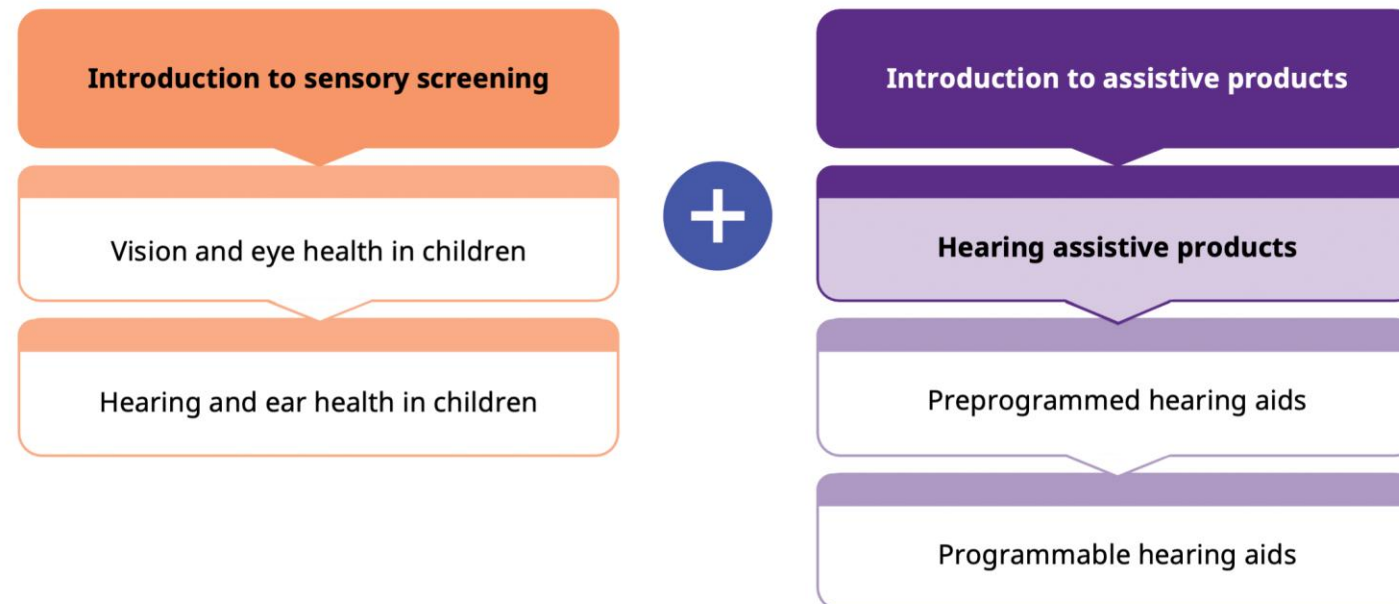 Introduction to sensory screening
Vision and eye health in children
Hearing and ear health in children
Introduction to assistive products
Hearing assistive products
Preprogrammed hearing aids
Programmable hearing aids